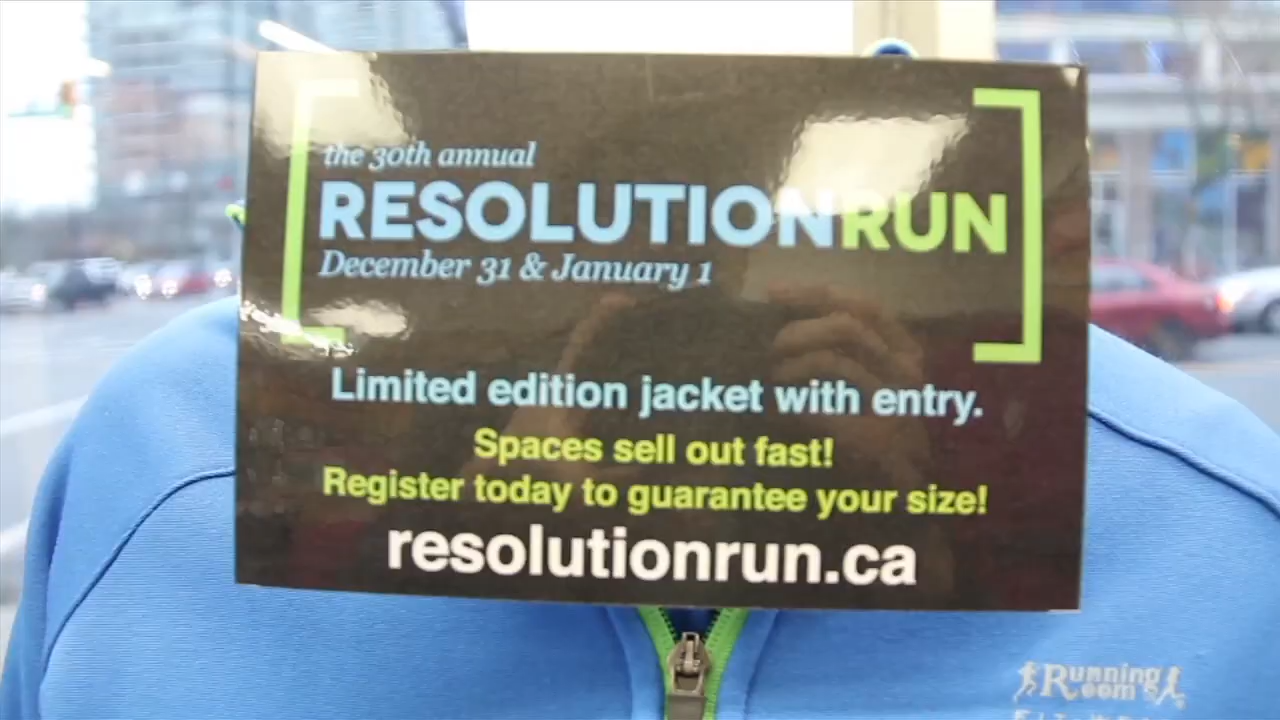 the 30th annual
RESOLUTIONRUN
December 31 & January 1
Limited edition jacket with entry.
Spaces sell out fast!
Register today to guarantee your size!
resolutionrun.ca
Running
Room